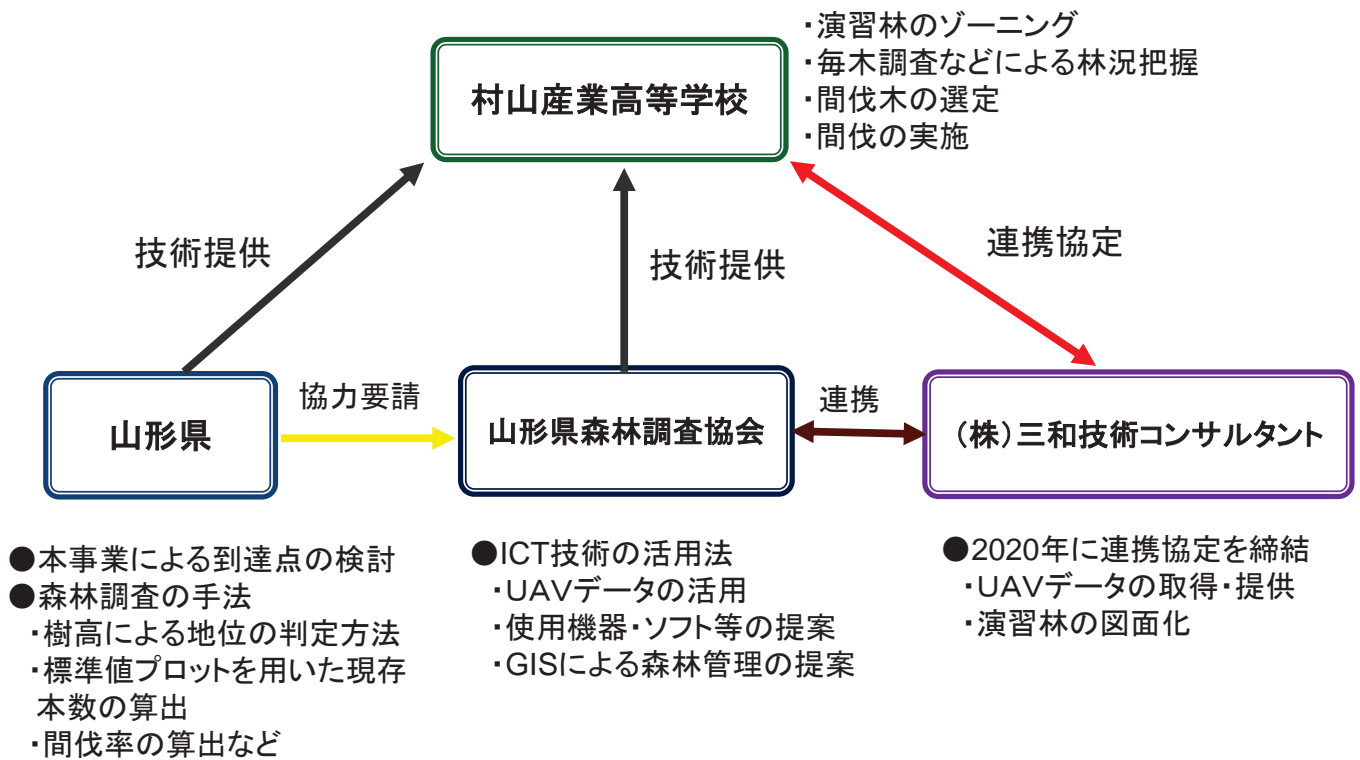 ・演習林のゾーニング
・毎木調査などによる林況把握
・間伐木の選定
・間伐の実施
村山産業高等学校
技術提供
技術提供
連携協定
山形県
協力要請
山形県森林調査協会
連携
（株）三和技術コンサルタント
●本事業による到達点の検討
●森林調査の手法
・樹高による地位の判定方法
・標準値プロットを用いた現存
本数の算出
・間伐率の算出など
●ICT技術の活用法
・UAVデータの活用
・使用機器・ソフト等の提案
・GISによる森林管理の提案
●2020年に連携協定を締結
・UAVデータの取得・提供
・演習林の図面化